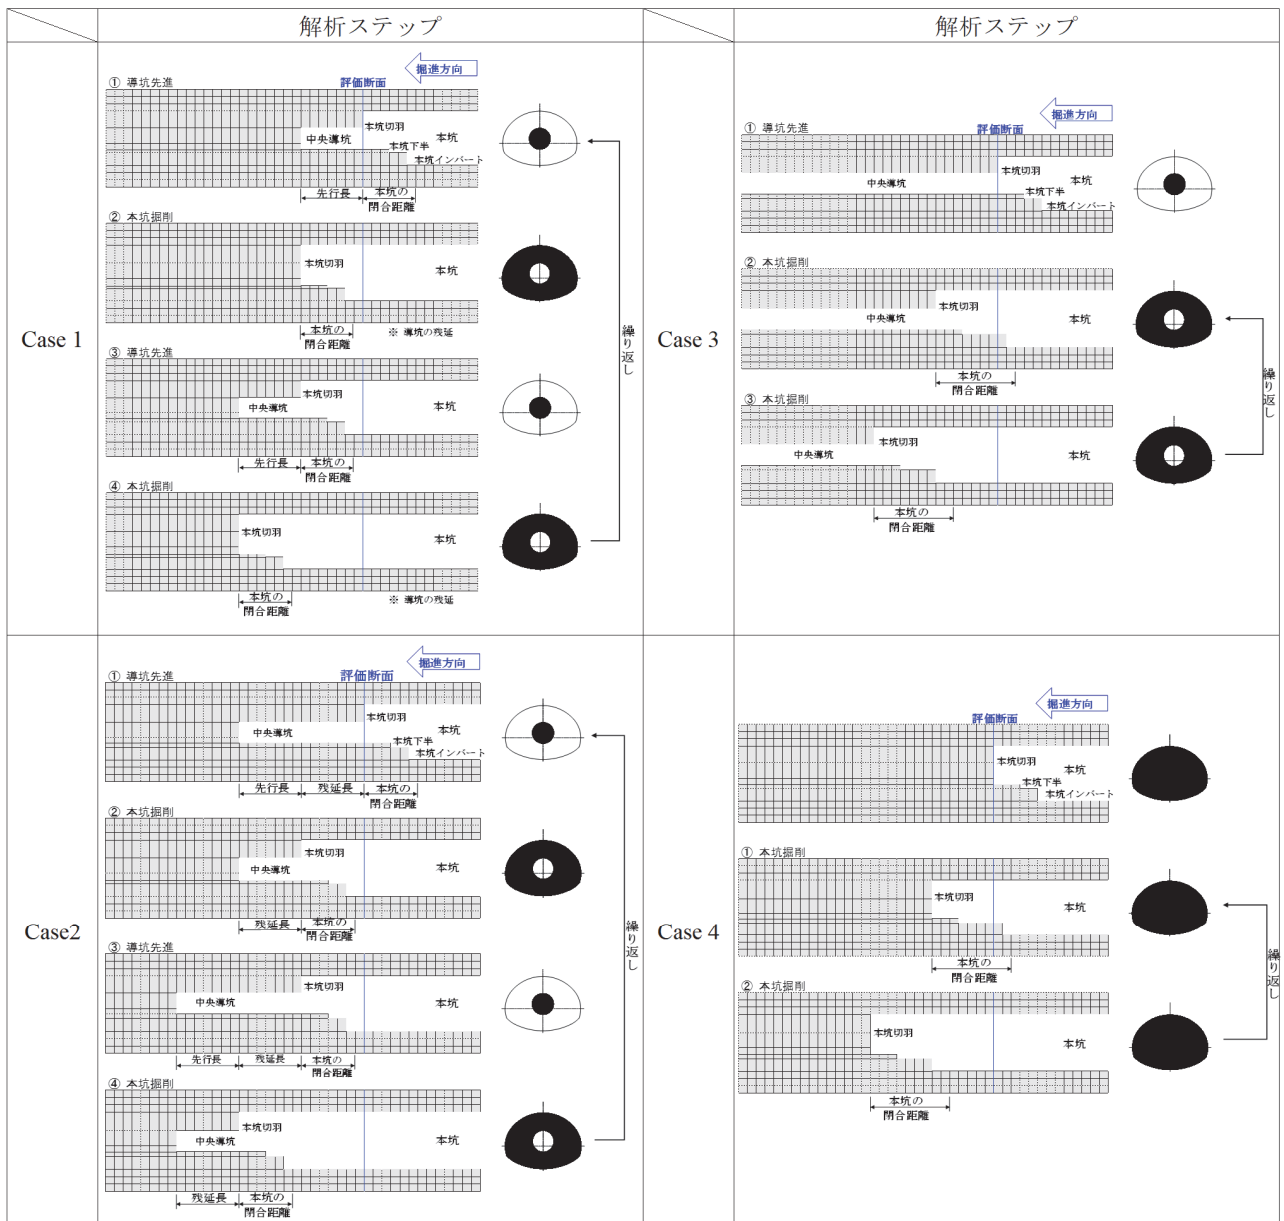 解析ステップ
解析ステップ
Case 1
掘進方向
① 導坑先進
評価断面
本坑切羽
中央導坑
本坑
本坑下半
本坑インバート
先行長
本坑の
閉合距離
② 本坑掘削
本坑切羽
本坑
本坑の
閉合距離
※ 導坑の残延
③ 導坑先進
本坑切羽
中央導坑
本坑
先行長
本坑の
閉合距離
④ 本坑掘削
本坑切羽
本坑
本坑の
閉合距離
※ 導坑の残延
繰り返し
Case 3
掘進方向
① 導坑先進
評価断面
本坑切羽
中央導坑
本坑
本坑下半
本坑インバート
② 本坑掘削
本坑切羽
中央導坑
本坑
本坑の
閉合距離
③ 本坑掘削
本坑切羽
中央導坑
本坑
本坑の
閉合距離
繰り返し
Case2
掘進方向
① 導坑先進
評価断面
本坑切羽
中央導坑
本坑
本坑下半
本坑インバート
先行長
残延長
本坑の
閉合距離
② 本坑掘削
本坑切羽
中央導坑
本坑
残延長
本坑の
閉合距離
③ 導坑先進
本坑切羽
中央導坑
本坑
先行長
残延長
本坑の
閉合距離
④ 本坑掘削
本坑切羽
中央導坑
本坑
残延長
本坑の
閉合距離
繰り返し
Case 4
掘進方向
評価断面
本坑切羽
本坑
本坑下半
本坑インバート
① 本坑掘削
本坑切羽
本坑
本坑の
閉合距離
② 本坑掘削
本坑切羽
本坑
本坑の
閉合距離
繰り返し